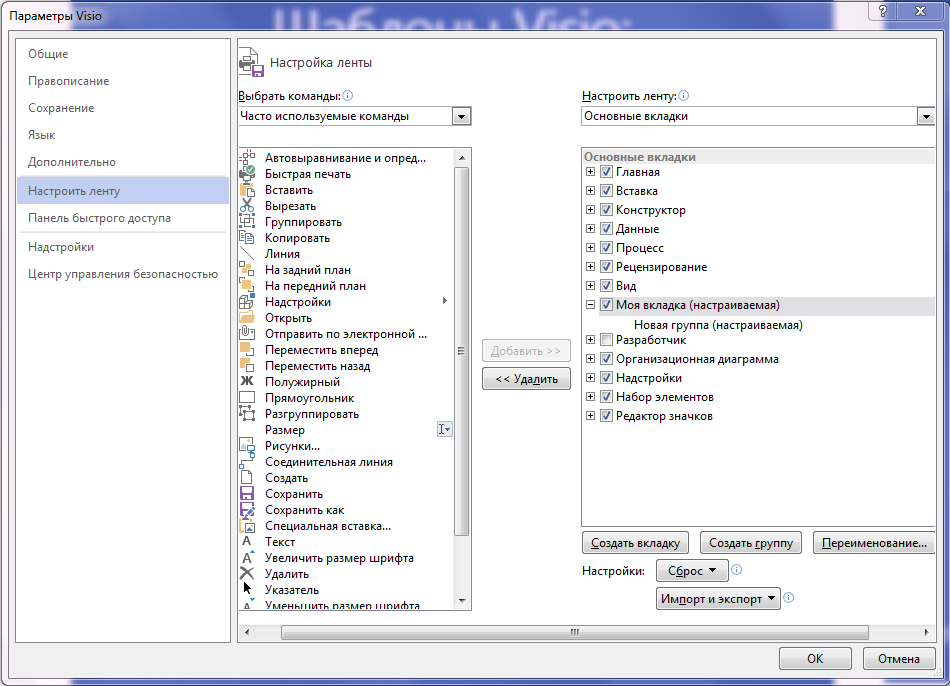 Шаблоны Visio:
Параметры Visio
Общие
Правописание
Сохранение
Язык
Дополнительно
Настроить ленту
Панель быстрого доступа
Надстройки
Центр управления безопасностью
Настройка ленты
Выбрать команды:
Часто используемые команды
Автовыравнивание и опред...
Быстрая печать
Вставить
Вырезать
Группировать
Копировать
Линия
На задний план
На передний план
Надстройки
Открыть
Отправить по электронной ...
Переместить вперед
Переместить назад
Ж Полужирный
Прямоугольник
Разгруппировать
Размер
Рисунки...
Соединительная линия
Создать
Сохранить
Сохранить как
Специальная вставка...
А Текст
Увеличить размер шрифта
Удалить
Указатель
Уменьшить размер шрифта
Добавить >>
<< Удалить
Настроить ленту:
Основные вкладки
Основные вкладки
Главная
Вставка
Конструктор
Данные
Процесс
Рецензирование
Вид
Моя вкладка (настраиваемая)
Новая группа (настраиваемая)
Разработчик
Организационная диаграмма
Надстройки
Набор элементов
Редактор значков
Создать вкладку
Создать группу
Переименование...
Настройки:
Сброс
Импорт и экспорт
ОК
Отмена